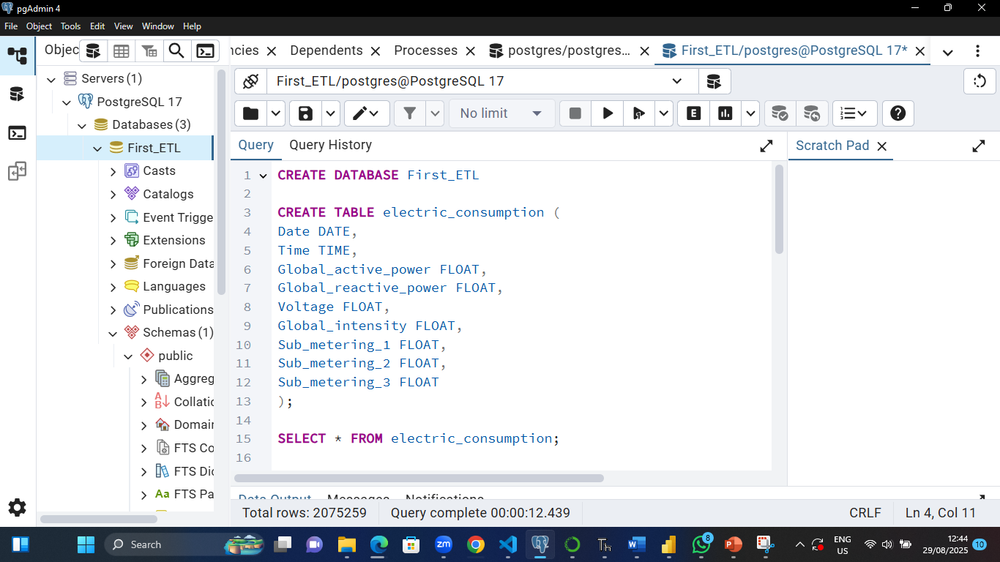 pgAdmin 4
File Object Tools Edit View Window Help
Objec
ncies Dependents Processes postgres/postgres... First_ETL/postgres@PostgreSQL 17*
Servers (1)
PostgreSQL 17
Databases (3)
First_ETL
Casts
Catalogs
Event Trigge
Extensions
Foreign Data
Languages
Publications
Schemas (1)
public
Aggreg
Collatic
Domair
FTS Co
FTS Dic
Aa FTS Pa
First_ETL/postgres@PostgreSQL 17
No limit E
Query Query History
Scratch Pad
1 CREATE DATABASE First_ETL
2
3 CREATE TABLE electric_consumption (
4 Date DATE,
5 Time TIME,
6 Global_active_power FLOAT,
7 Global_reactive_power FLOAT,
8 Voltage FLOAT,
9 Global_intensity FLOAT,
10 Sub_metering_1 FLOAT,
11 Sub_metering_2 FLOAT,
12 Sub_metering_3 FLOAT
13 );
14
15 SELECT * FROM electric_consumption;
16
Data Output Messages Notifications
Total rows: 2075259 Query complete 00:00:12.439 CRLF Ln 4, Col 11
Search
zm
8
ENG
US
12:44
29/08/2025
10